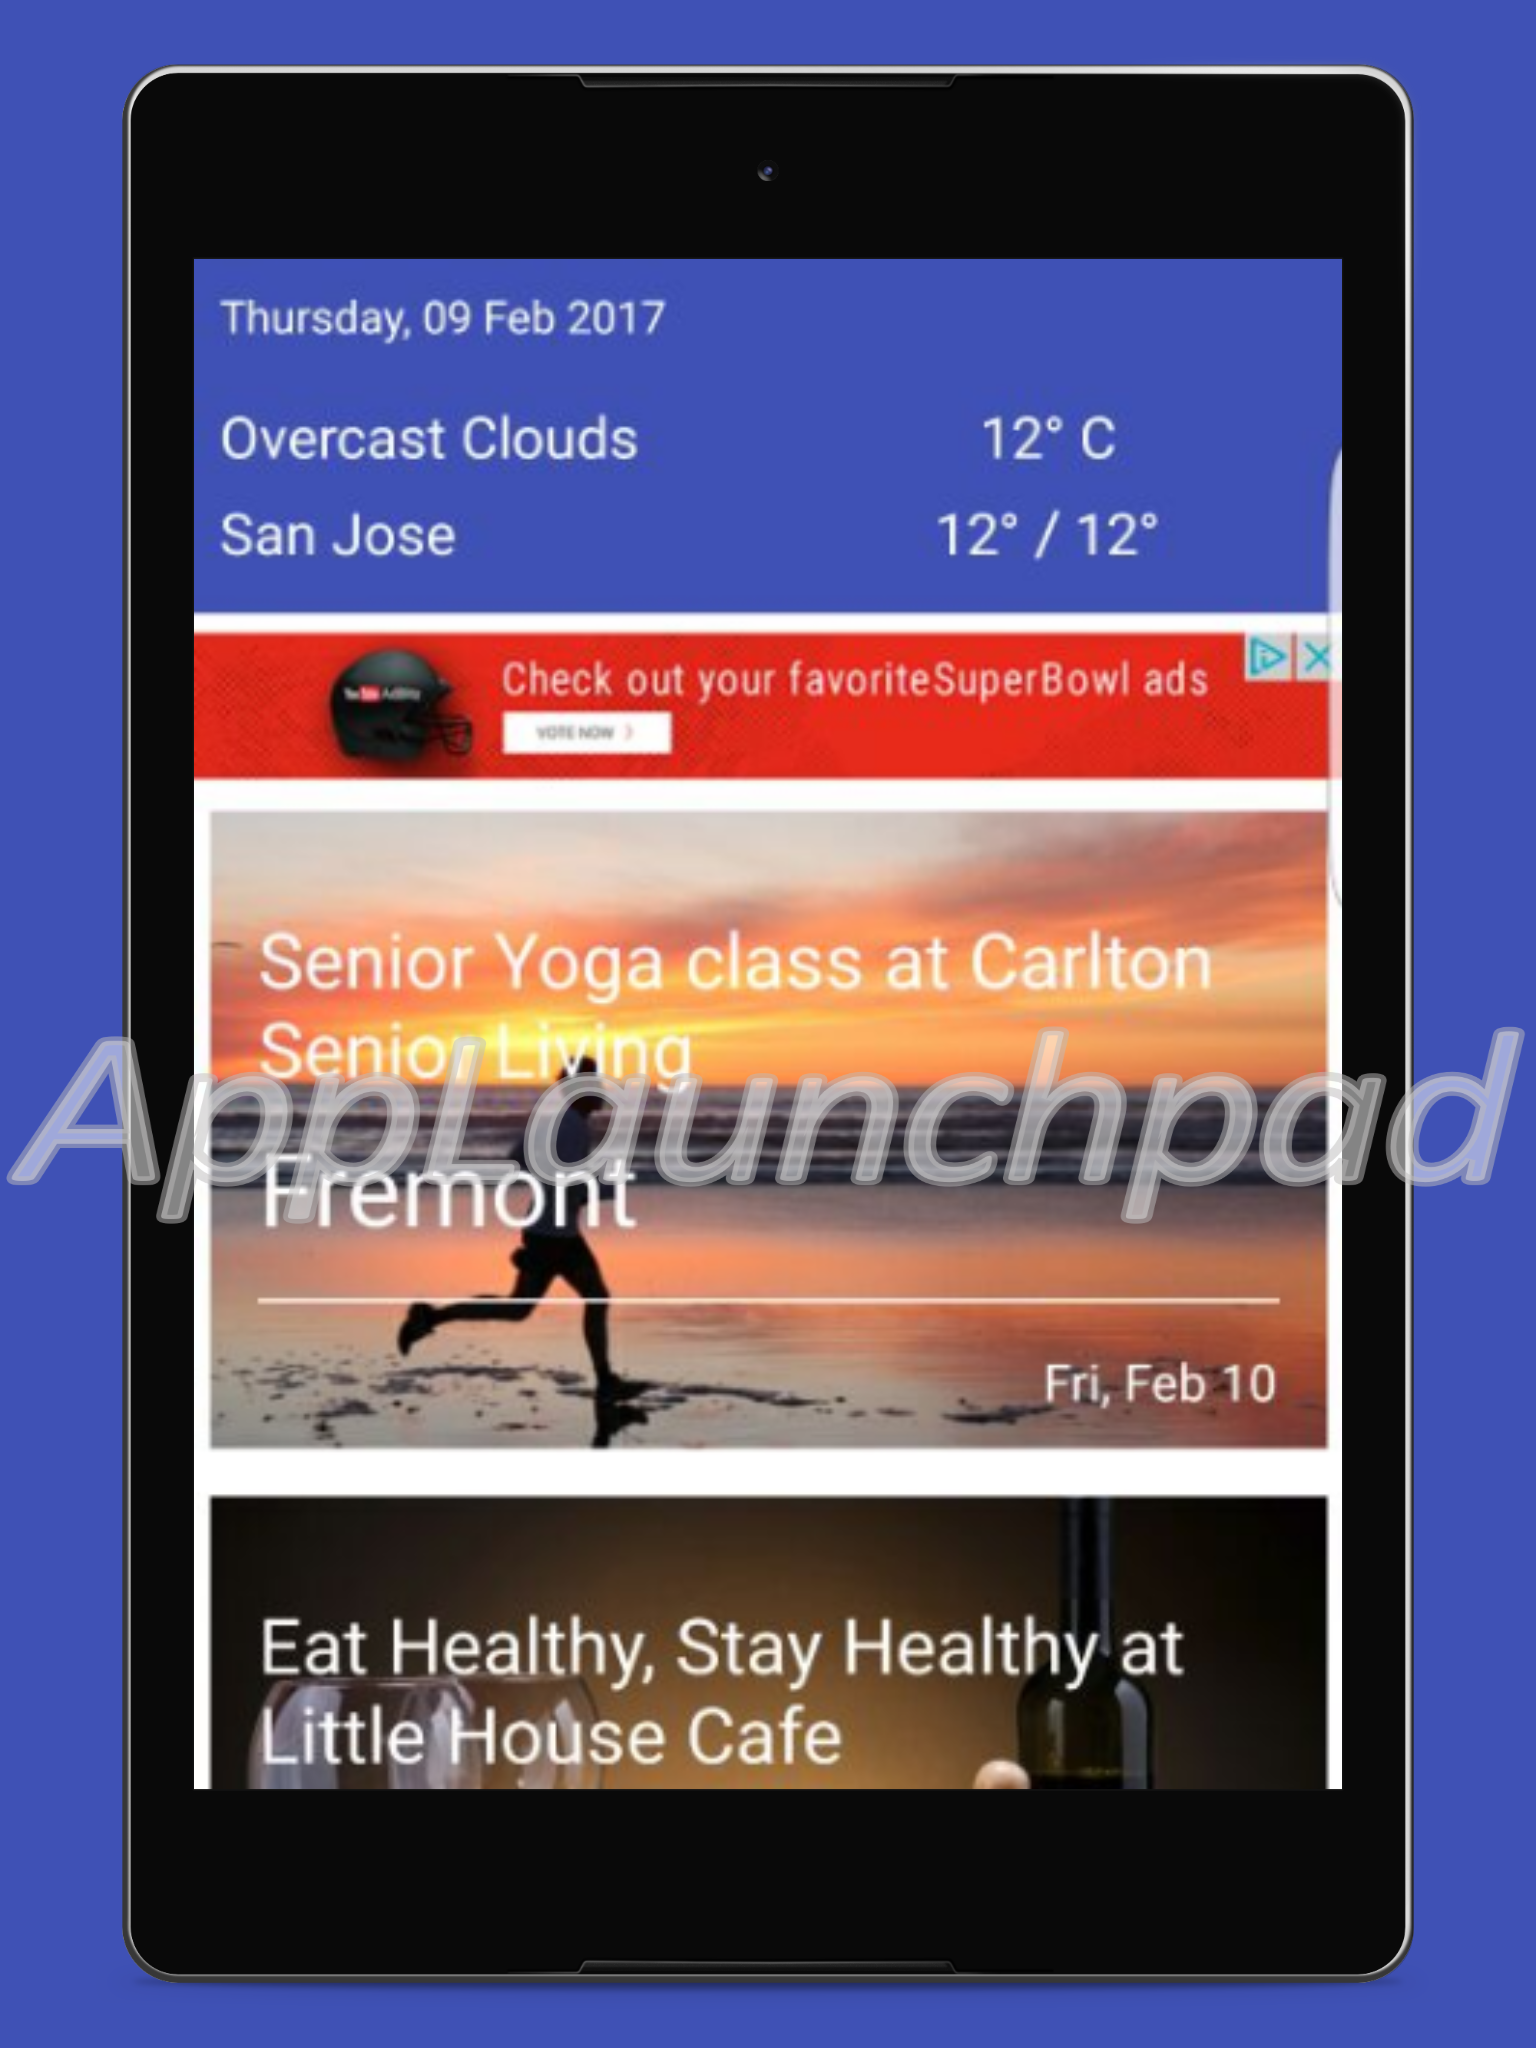 Thursday, 09 Feb 2017
Overcast Clouds 12° C
San Jose 12° / 12°
YouTube AdBlitz
Check out your favoriteSuperBowl ads
VOTE NOW
Senior Yoga class at Carlton
Senior Living
AppLaunchpad
Fremont
Fri, Feb 10
Eat Healthy, Stay Healthy at
Little House Cafe